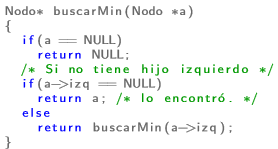 Nodo* buscarMin(Nodo *a)
{
  if(a == NULL)
    return NULL;
  /* Si no tiene hijo izquierdo */
  if(a->izq == NULL)
    return a; /* lo encontró. */
  else
    return buscarMin(a->izq);
}